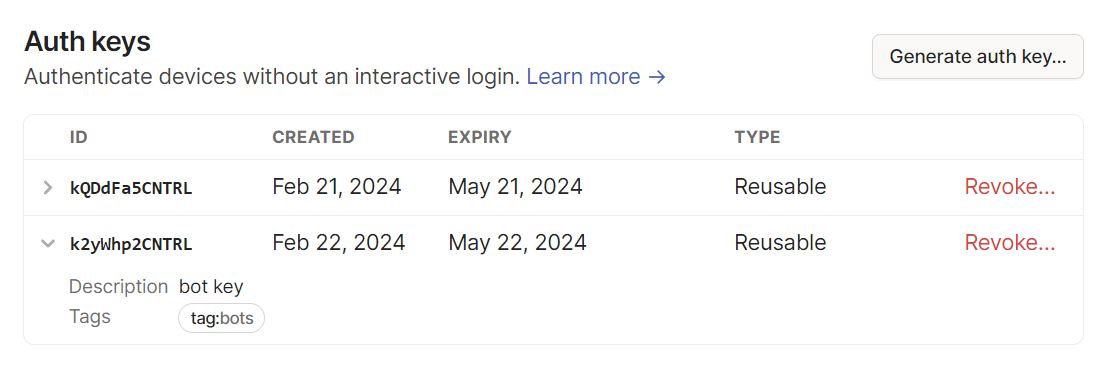 Auth keys
Authenticate devices without an interactive login. Learn more →
Generate auth key...
ID CREATED EXPIRY TYPE
kQDdFa5CNTRL Feb 21, 2024 May 21, 2024 Reusable Revoke...
k2yWhp2CNTRL Feb 22, 2024 May 22, 2024 Reusable Revoke...
Description bot key
Tags tag:bots